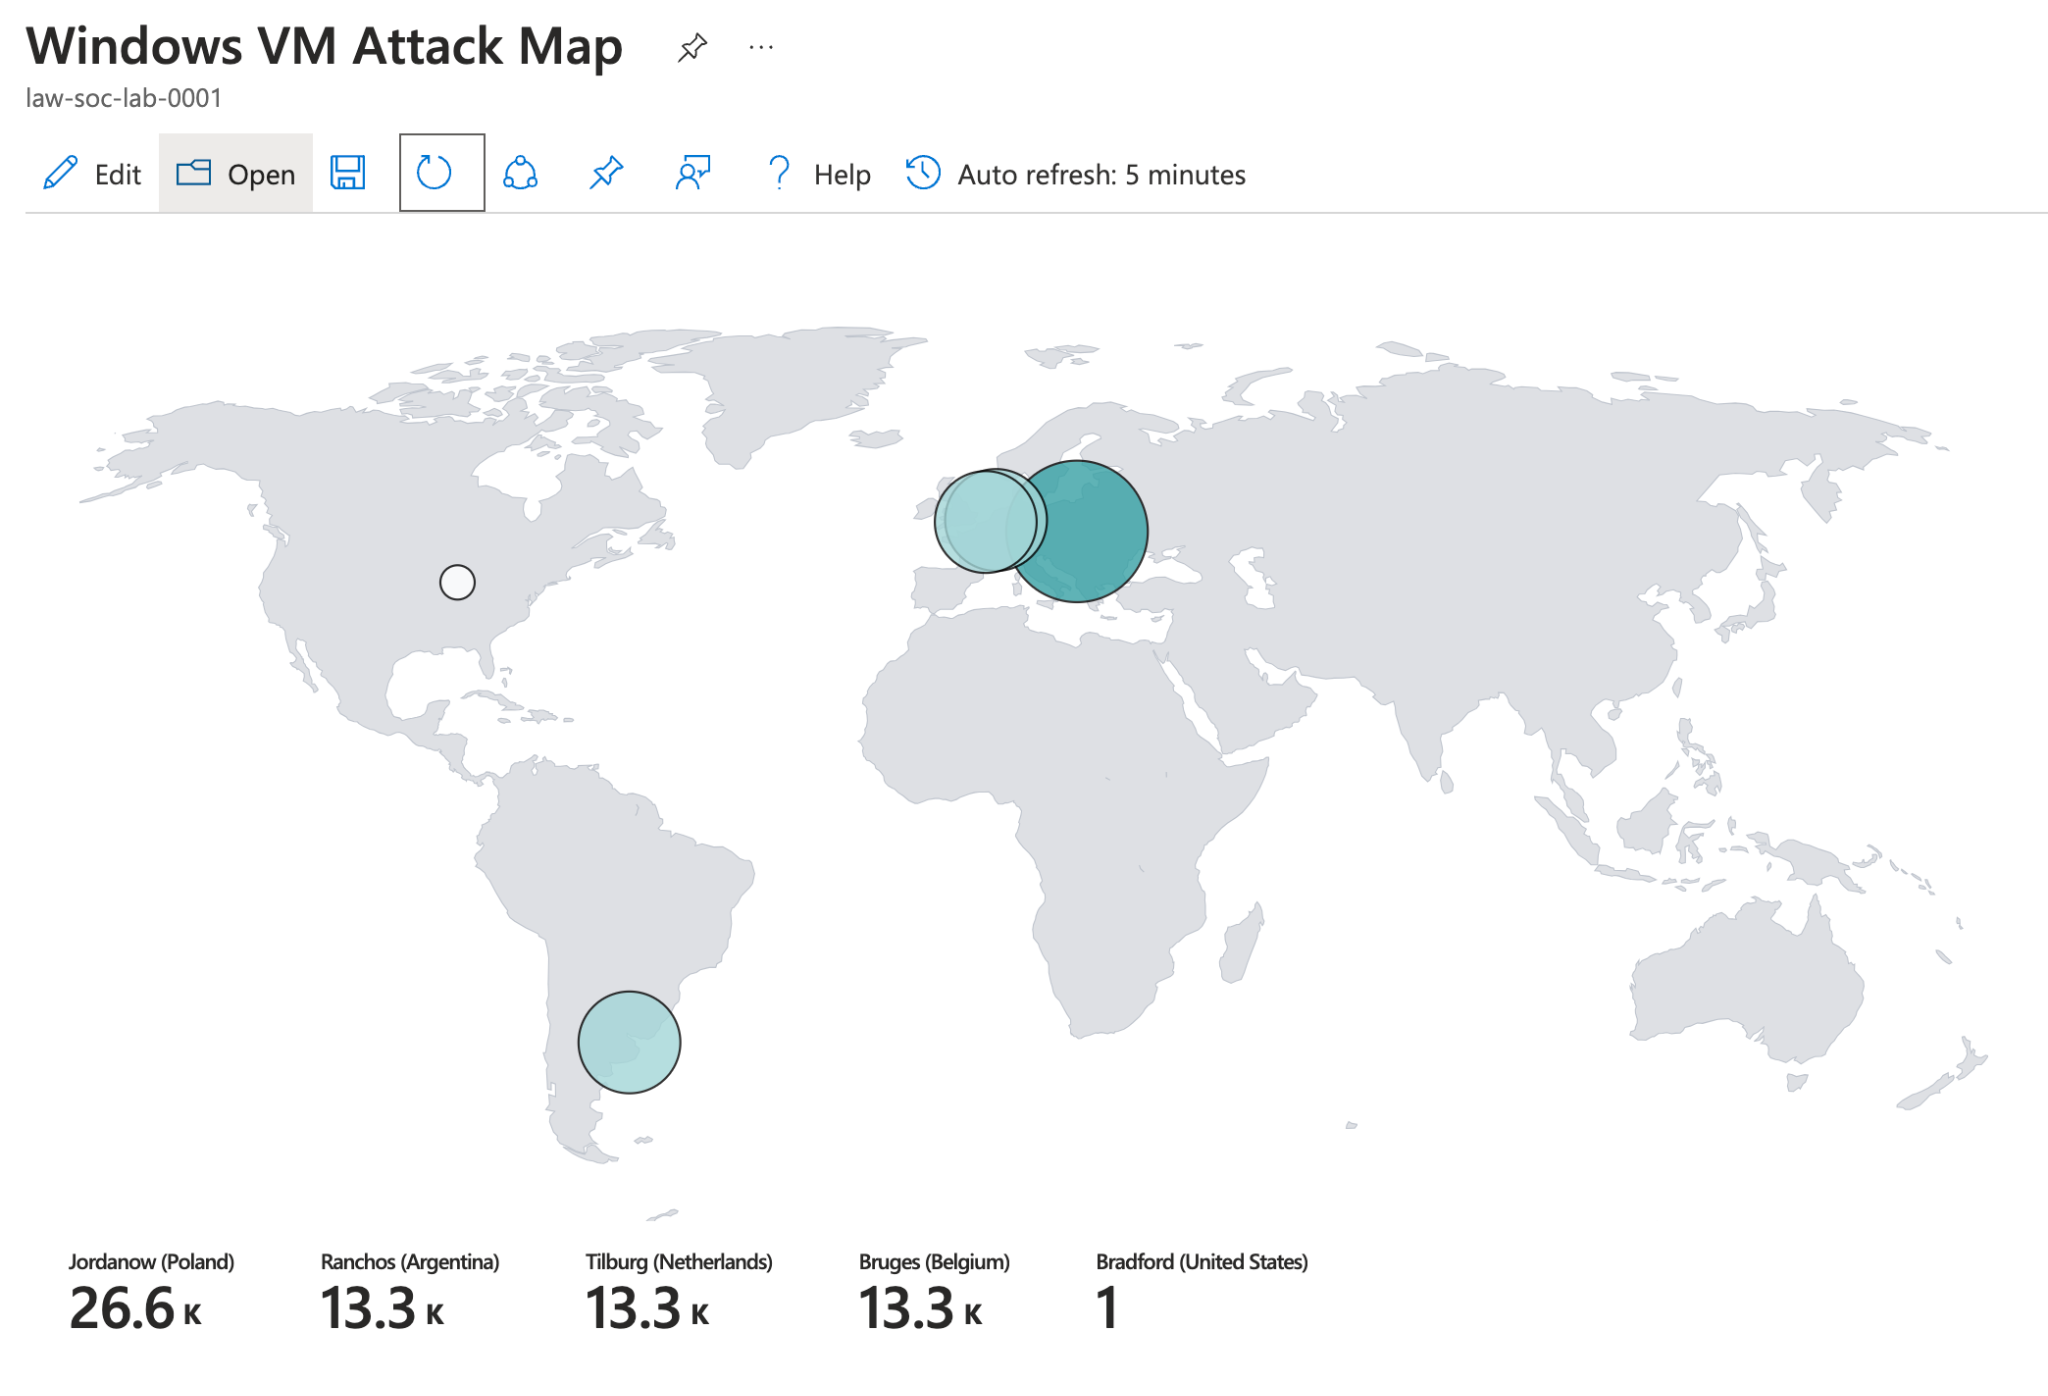 Windows VM Attack Map ...
law-soc-lab-0001
Edit Open ? Help Auto refresh: 5 minutes
Jordanow (Poland) Ranchos (Argentina) Tilburg (Netherlands) Bruges (Belgium) Bradford (United States)
26.6 K 13.3 K 13.3 K 13.3 K 1